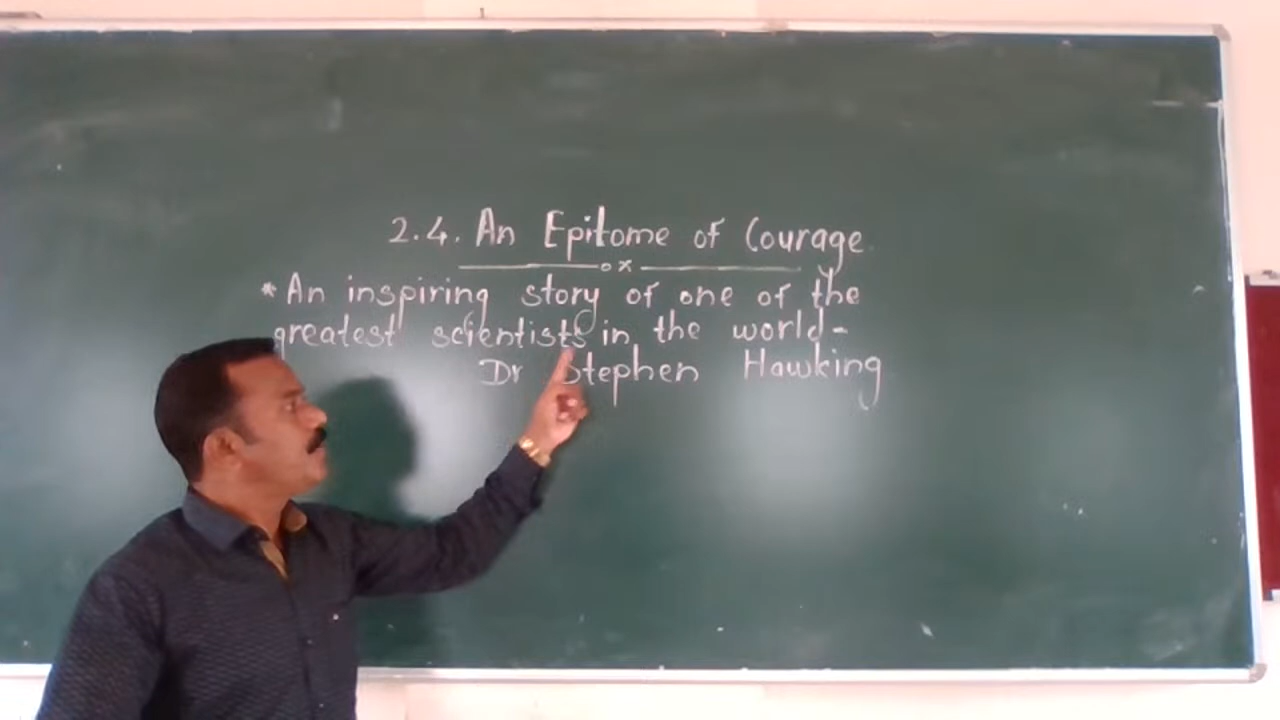 2.4. An Epitome of Courage
*An inspiring story of one of the
greatest scientists in the world-
Dr Stephen Hawking